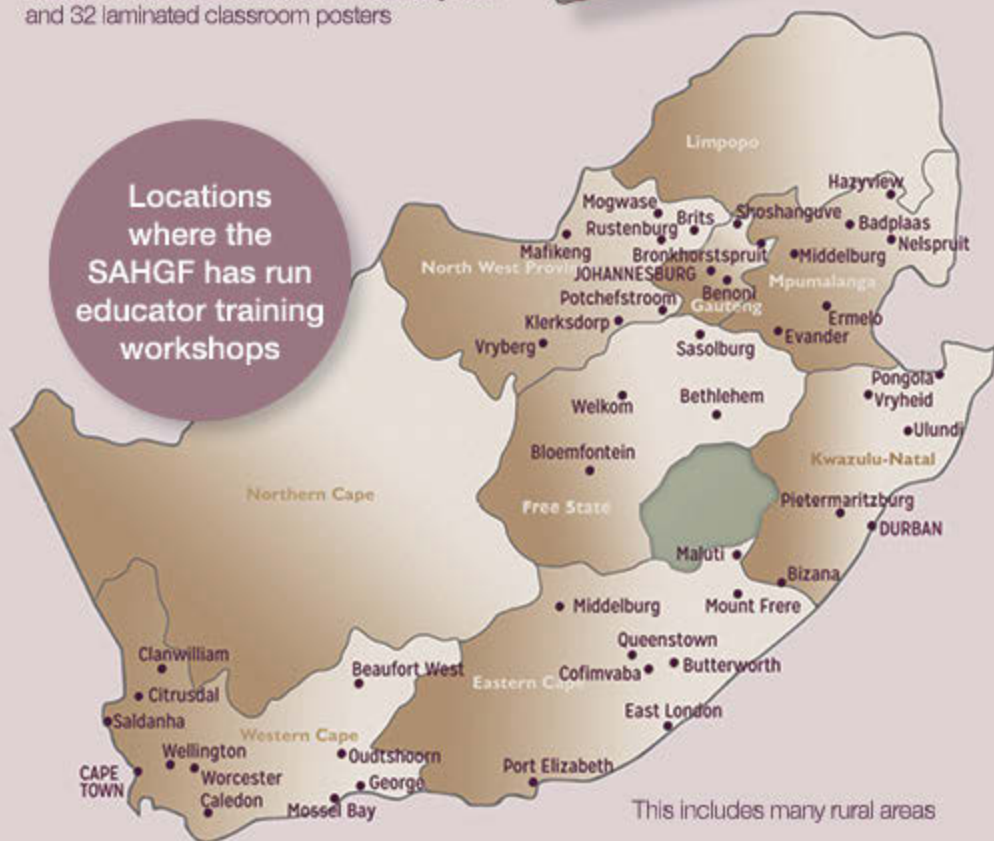 and 32 laminated classroom posters
Locations
where the
SAHGF has run
educator training
workshops
Limpopo
Hazyview
Mogwase
Brits
Shoshanguve
Badplaas
Rustenburg
Nelspruit
Mafikeng
Bronkhorstspruit
Middelburg
North West Provin
JOHANNESBURG
Mpumalanga
Benoni
Potchefstroom
Gauteng
Ermelo
Klerksdorp
Evander
Vryberg
Sasolburg
Pongola
Vryheid
Welkom
Bethlehem
Ulundi
Bloemfontein
Kwazulu-Natal
Northern Cape
Free State
Pietermaritzburg
DURBAN
Maluti
Bizana
Middelburg
Mount Frere
Queenstown
Clanwilliam
Beaufort West
Cofimvaba
Butterworth
Eastern Cape
Citrusdal
Saldanha
East London
Western Cape
Wellington
Oudtshoorn
CAPE
TOWN
Worcester
George
Port Elizabeth
Caledon
Mossel Bay
This includes many rural areas